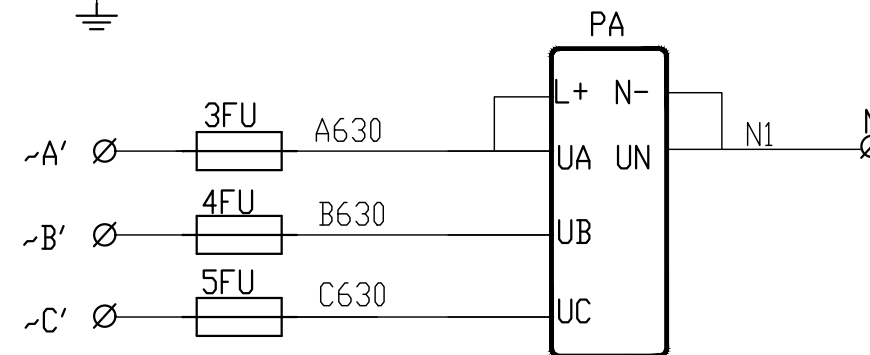 PA
L+ N-
3FU
A630
N1
~A' UA UN
4FU
B630
~B' UB
5FU
C630
~C' UC